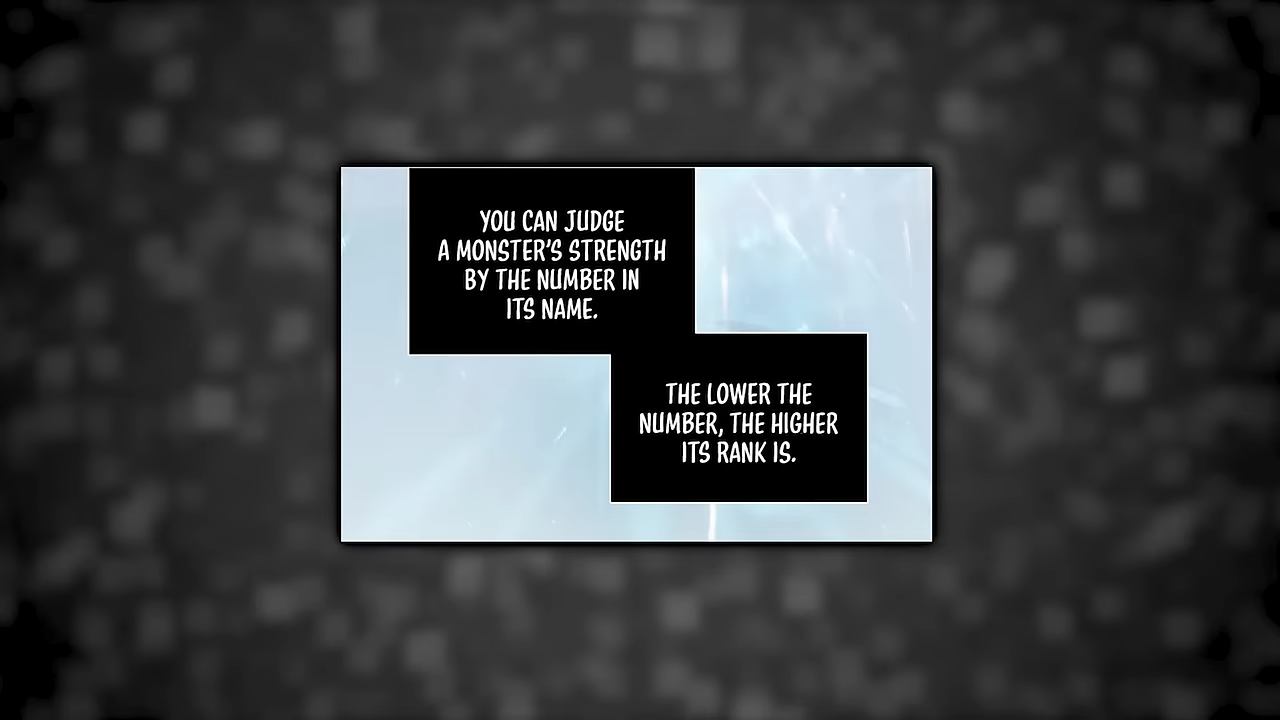 YOU CAN JUDGE
A MONSTER'S STRENGTH
BY THE NUMBER IN
ITS NAME.
THE LOWER THE
NUMBER, THE HIGHER
ITS RANK IS.